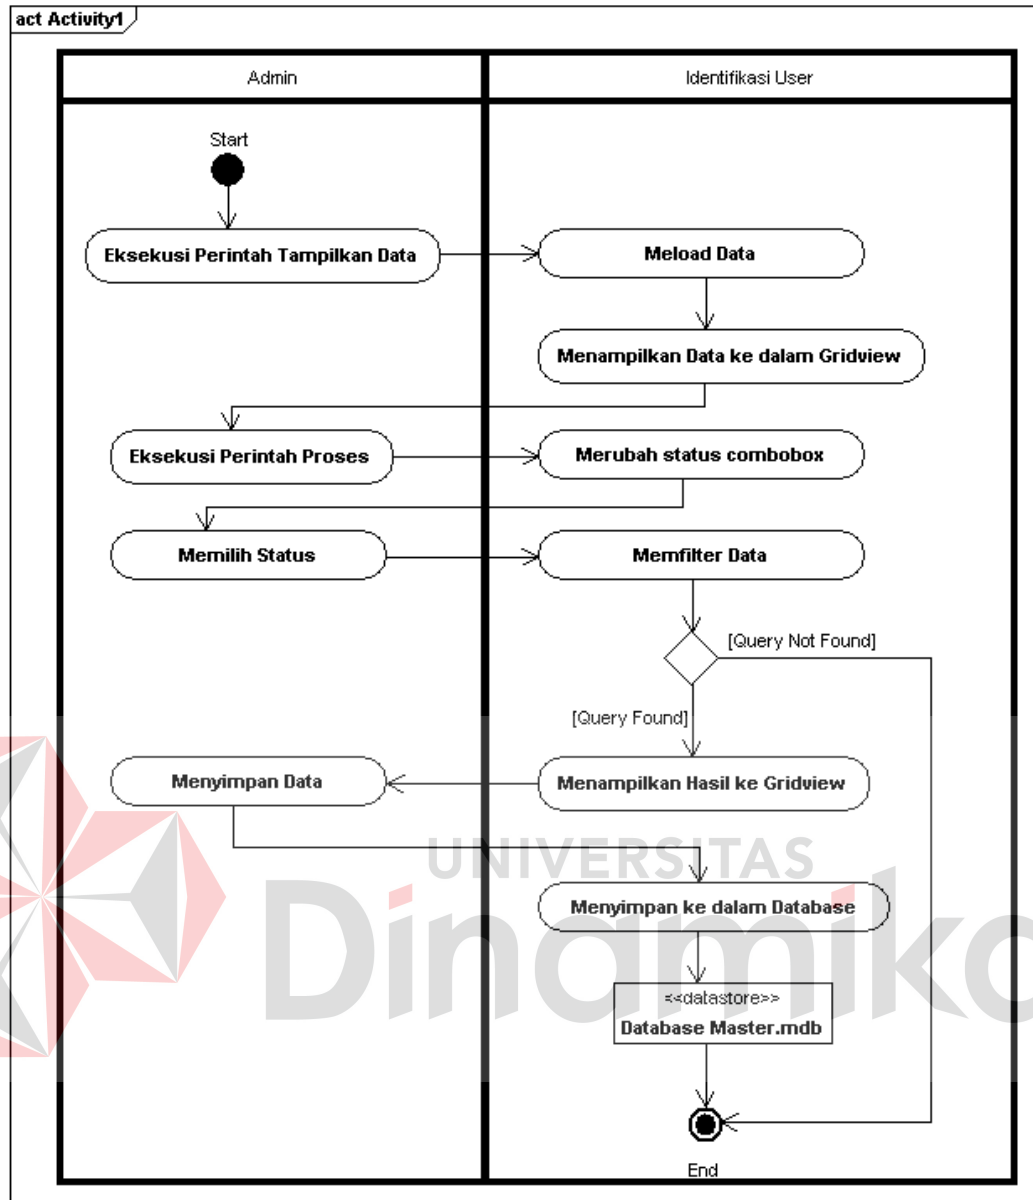 act Activity1
Admin
Identifikasi User
Start
Eksekusi Perintah Tampilkan Data
Meload Data
Menampilkan Data ke dalam Gridview
Eksekusi Perintah Proses
Merubah status combobox
Memilih Status
Memfilter Data
[Query Not Found]
[Query Found]
Menyimpan Data
Menampilkan Hasil ke Gridview
UNIVERSITAS
Dinamika
Menyimpan ke dalam Database
<<datastore>>
Database Master.mdb
End